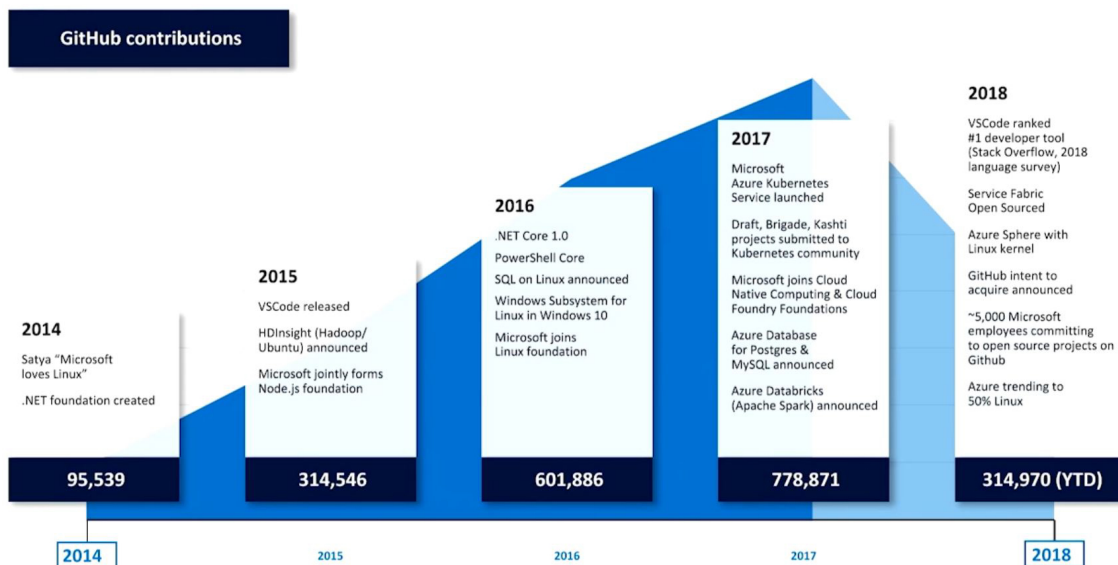 GitHub contributions
2014
Satya “Microsoft
loves Linux”
.NET foundation created
95,539
2015
VSCode released
HDInsight (Hadoop/
Ubuntu) announced
Microsoft jointly forms
Node.js foundation
314,546
2016
.NET Core 1.0
PowerShell Core
SQL on Linux announced
Windows Subsystem for
Linux in Windows 10
Microsoft joins
Linux foundation
601,886
2017
Microsoft
Azure Kubernetes
Service launched
Draft, Brigade, Kashti
projects submitted to
Kubernetes community
Microsoft joins Cloud
Native Computing & Cloud
Foundry Foundations
Azure Database
for Postgres &
MySQL announced
Azure Databricks
(Apache Spark) announced
778,871
2018
VSCode ranked
#1 developer tool
(Stack Overflow, 2018
language survey)
Service Fabric
Open Sourced
Azure Sphere with
Linux kernel
GitHub intent to
acquire announced
~5,000 Microsoft
employees committing
to open source projects on
Github
Azure trending to
50% Linux
314,970 (YTD)
2014
2015
2016
2017
2018